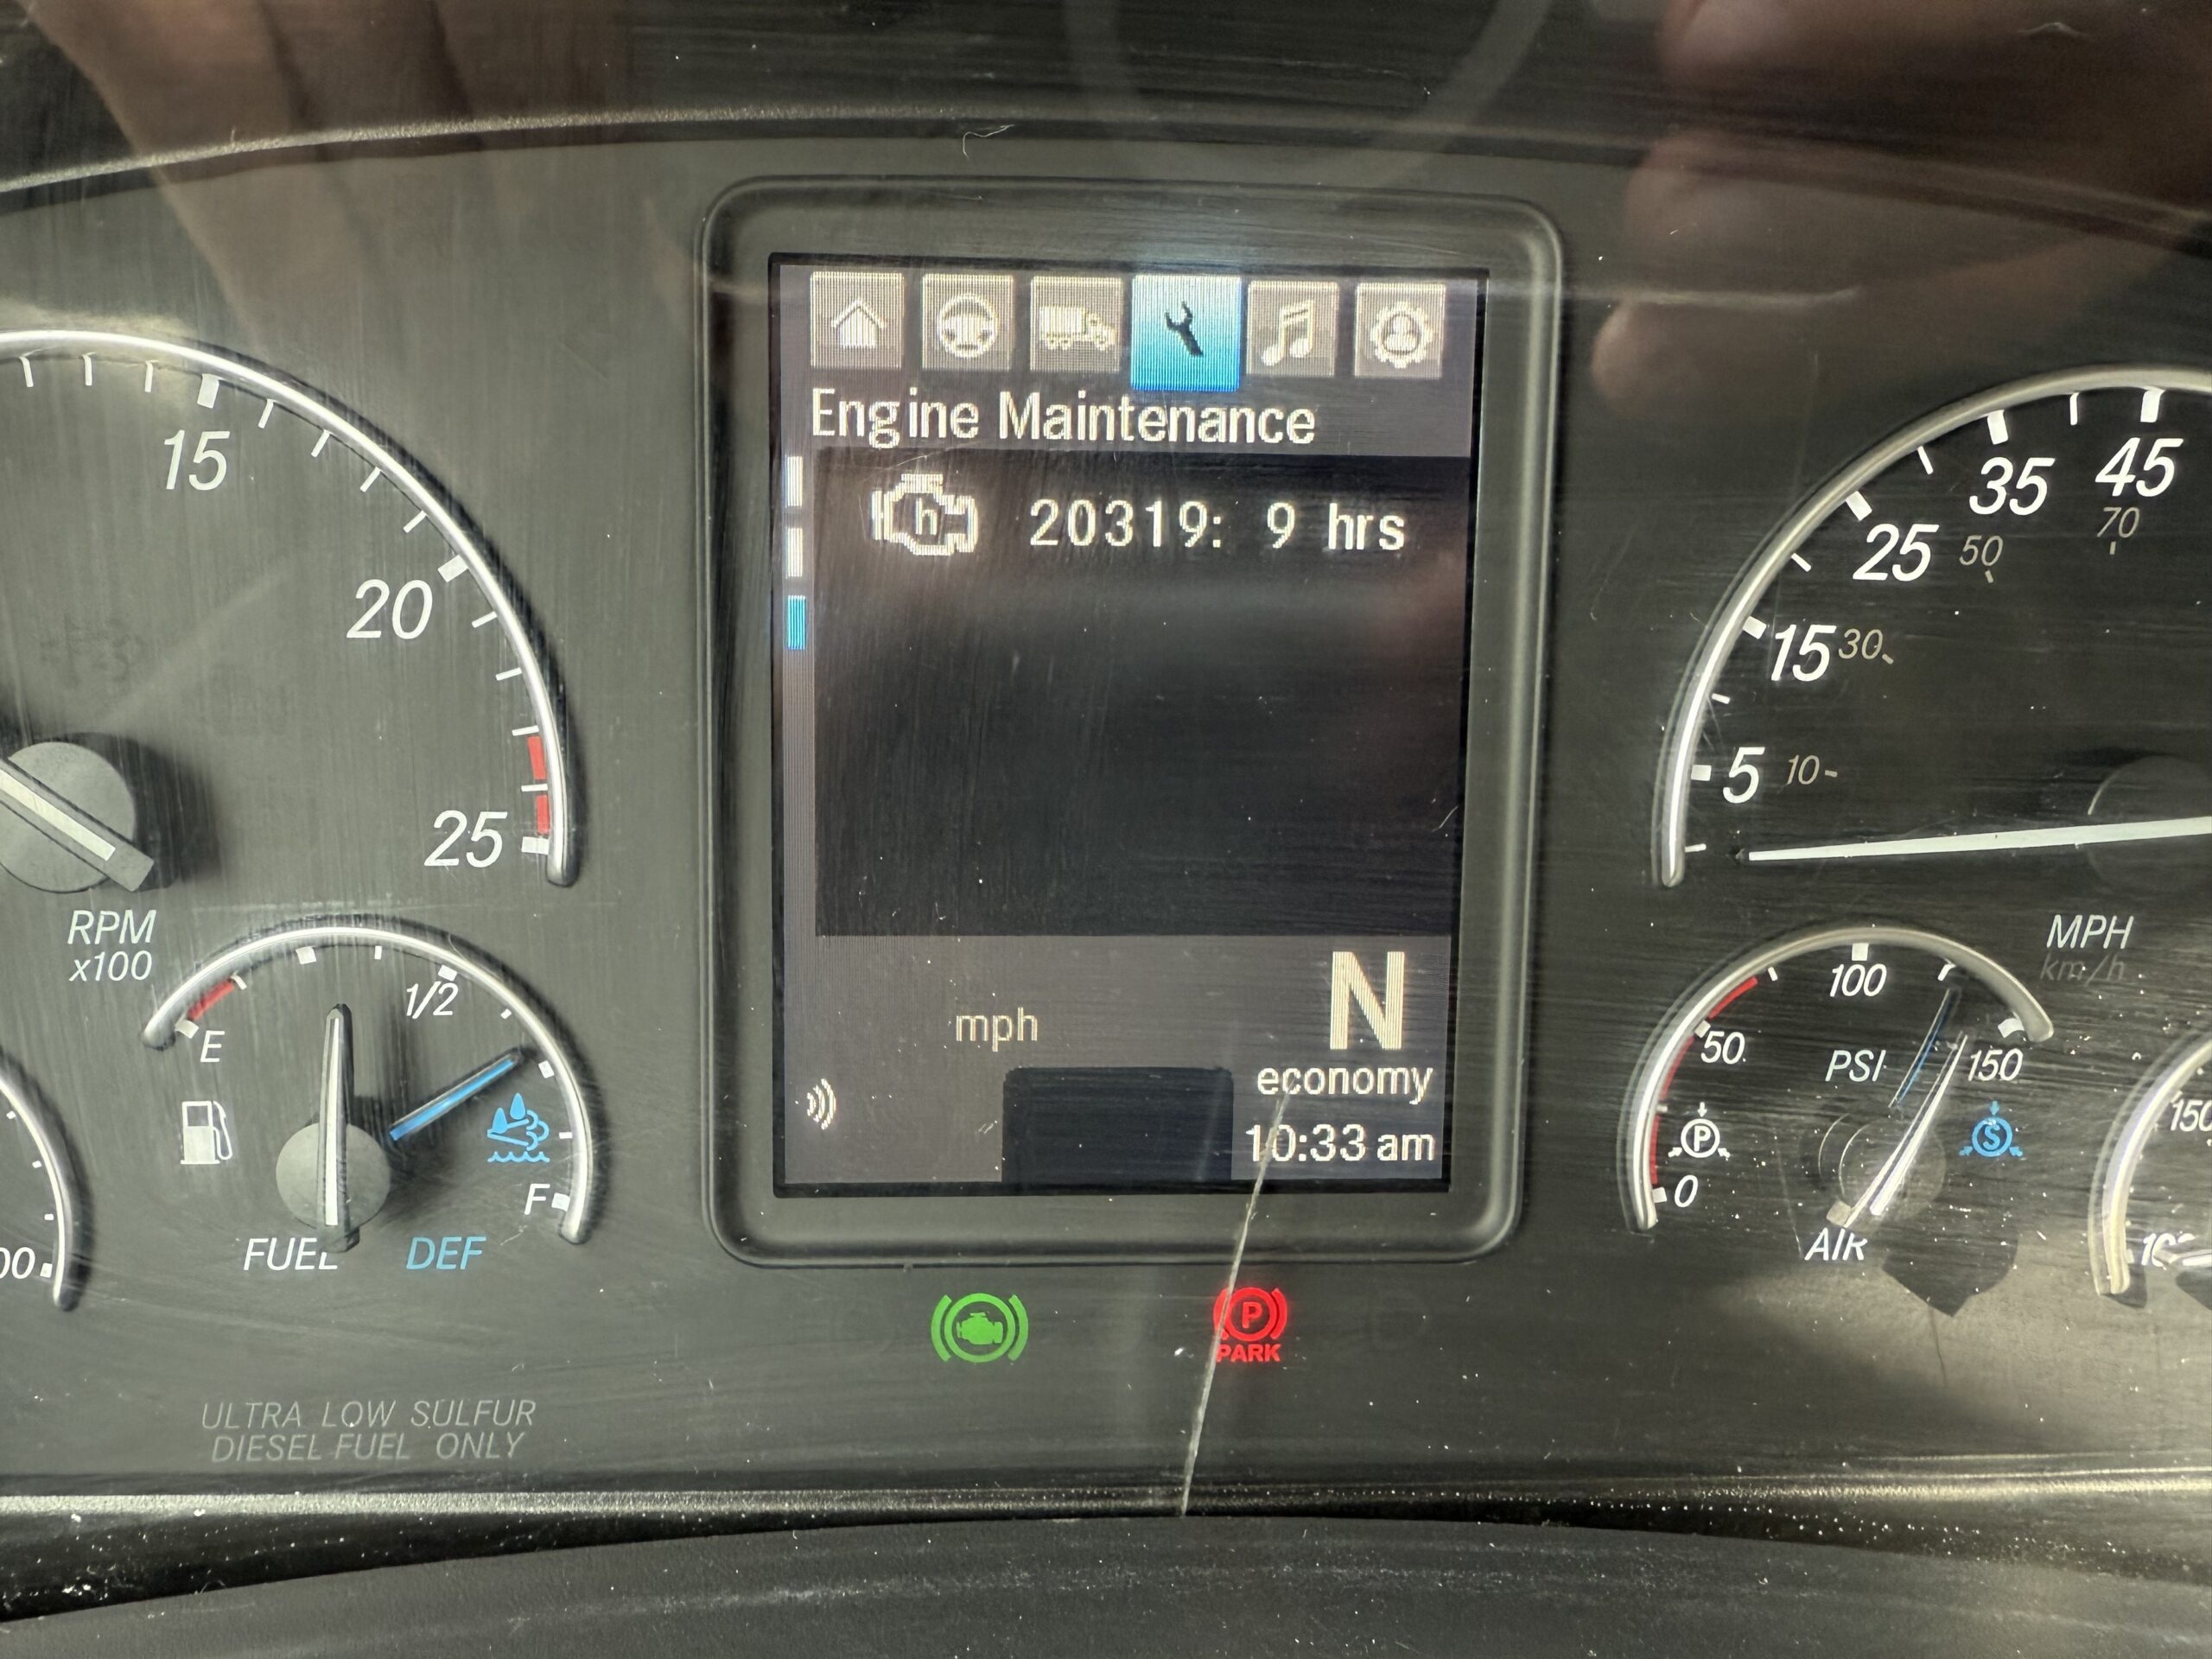 Engine Maintenance
h 20319: 9 hrs
mph
N
economy
10:33 am
15
20
25
RPM
x100
E
1/2
F
FUEL
DEF
ULTRA LOW SULFUR
DIESEL FUEL ONLY
P
PARK
5 10
15 30
25 50
35
45
70
MPH
km/h
0
50
100
150
PSI
P
S
AIR